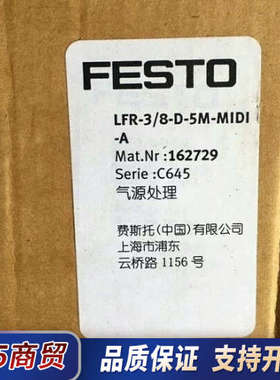 FESTO
LFR-3/8-D-5M-MIDI
-A
Mat.Nr :162729
Serie :C645
气源处理
费斯托(中国)有限公司
上海市浦东
云桥路 1156 号
5商贸 品质保证 支持开